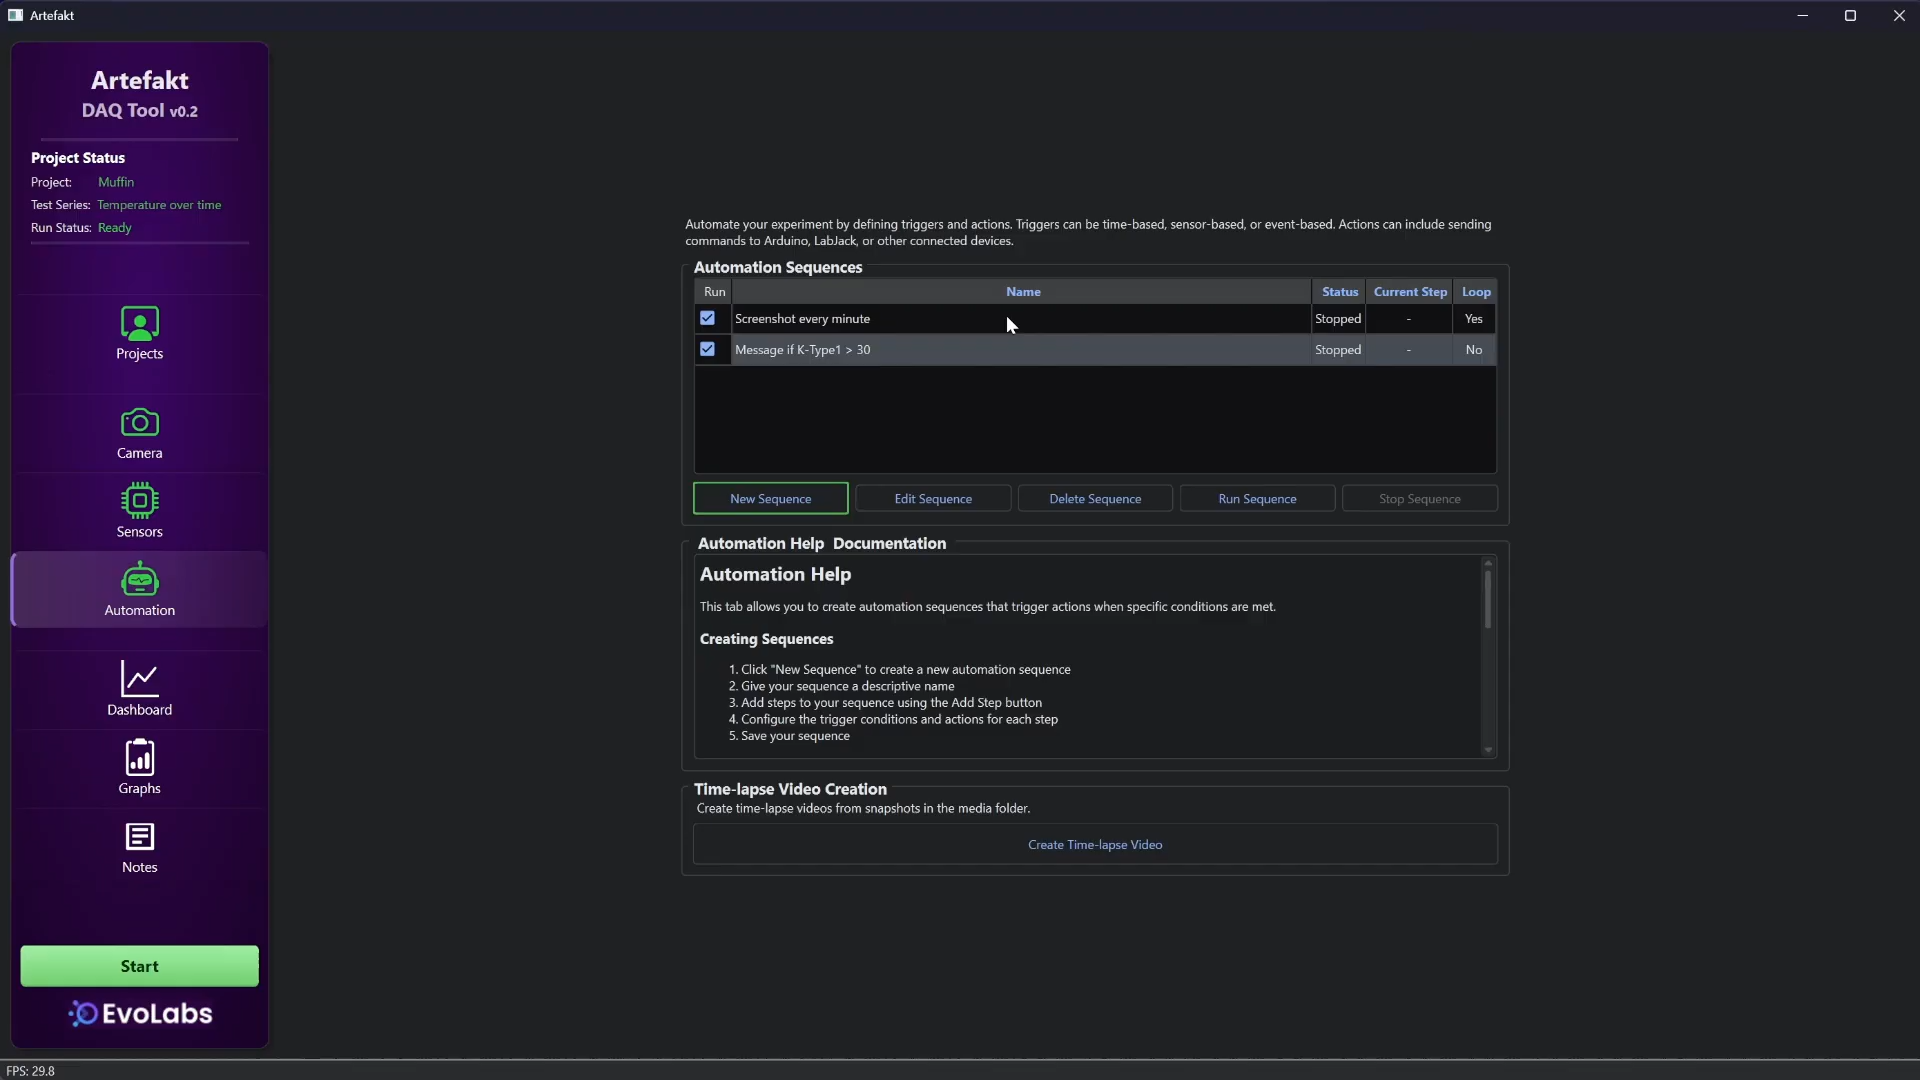 Artefakt
Artefakt
DAQ Tool v0.2
Project Status
Project: Muffin
Test Series: Temperature over time
Run Status: Ready
Projects
Camera
Sensors
Automation
Dashboard
Graphs
Notes
Start
EvoLabs
Automate your experiment by defining triggers and actions. Triggers can be time-based, sensor-based, or event-based. Actions can include sending
commands to Arduino, LabJack, or other connected devices.
Automation Sequences
Run Name Status Current Step Loop
Screenshot every minute Stopped - Yes
Message if K-Type1 > 30 Stopped - No
New Sequence Edit Sequence Delete Sequence Run Sequence Stop Sequence
Automation Help Documentation
Automation Help
This tab allows you to create automation sequences that trigger actions when specific conditions are met.
Creating Sequences
1. Click "New Sequence" to create a new automation sequence
2. Give your sequence a descriptive name
3. Add steps to your sequence using the Add Step button
4. Configure the trigger conditions and actions for each step
5. Save your sequence
Time-lapse Video Creation
Create time-lapse videos from snapshots in the media folder.
Create Time-lapse Video
FPS: 29.8